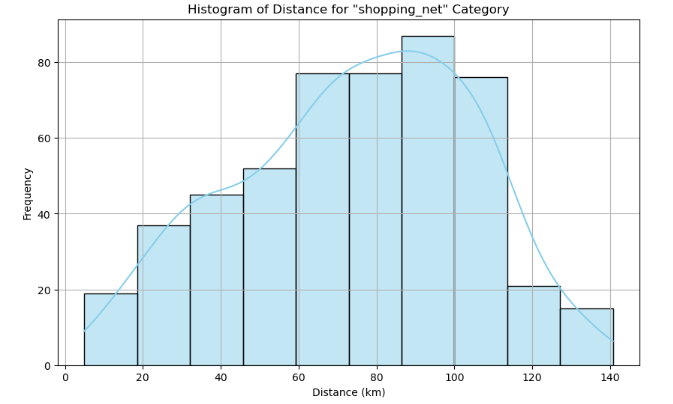 Histogram of Distance for "shopping_net" Category
Frequency
80
60
40
20
0
0 20 40 60 80 100 120 140
Distance (km)